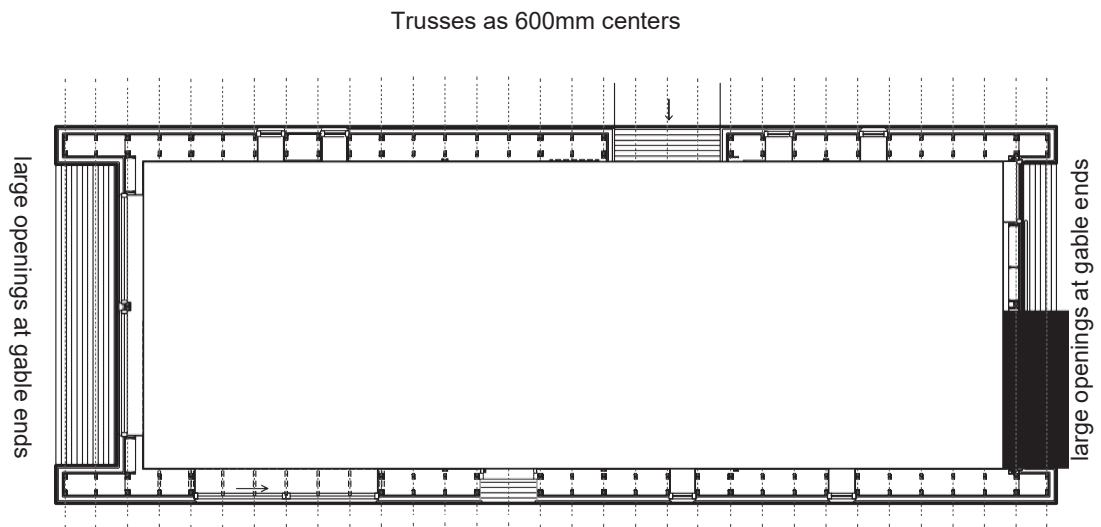 Trusses as 600mm centers
large openings at gable ends
large openings at gable ends